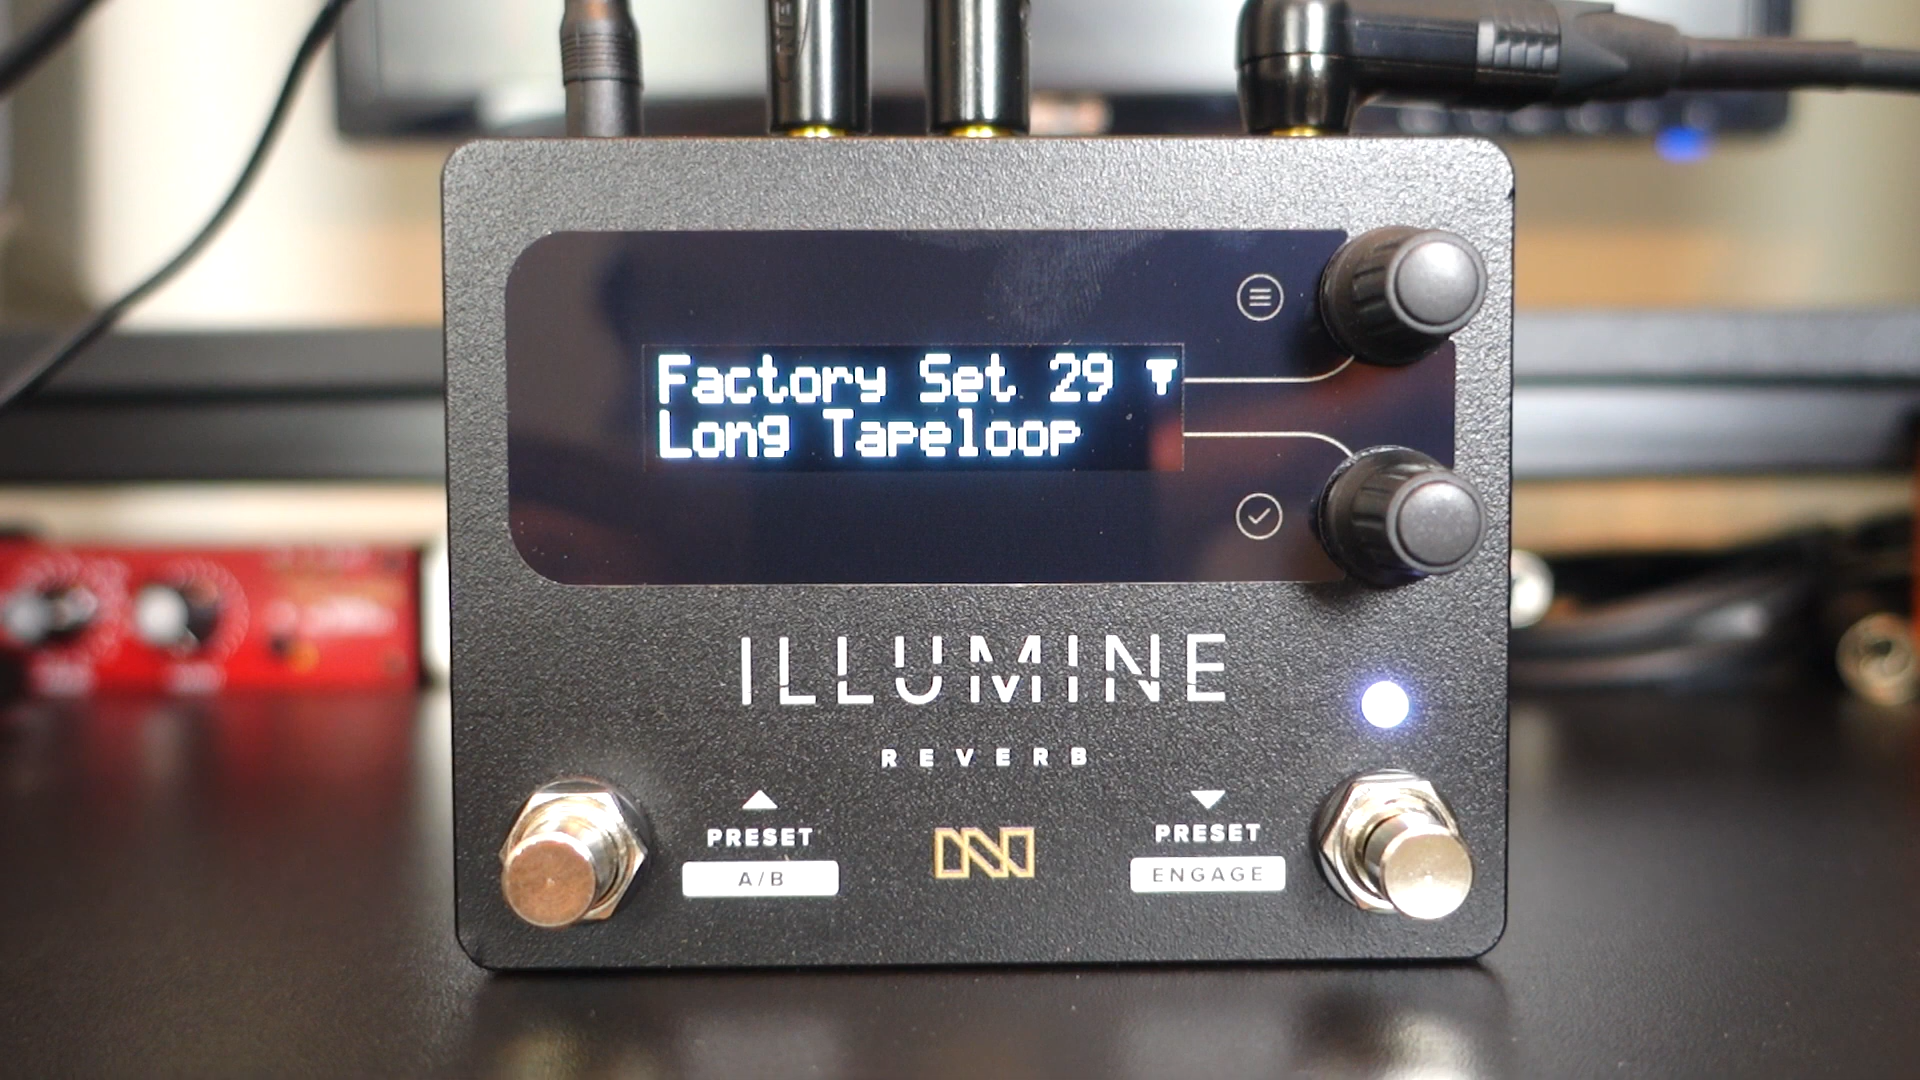 Factory Set 29
Long Tapeloop
ILLUMINE
REVERB
PRESET
A/B
PRESET
ENGAGE